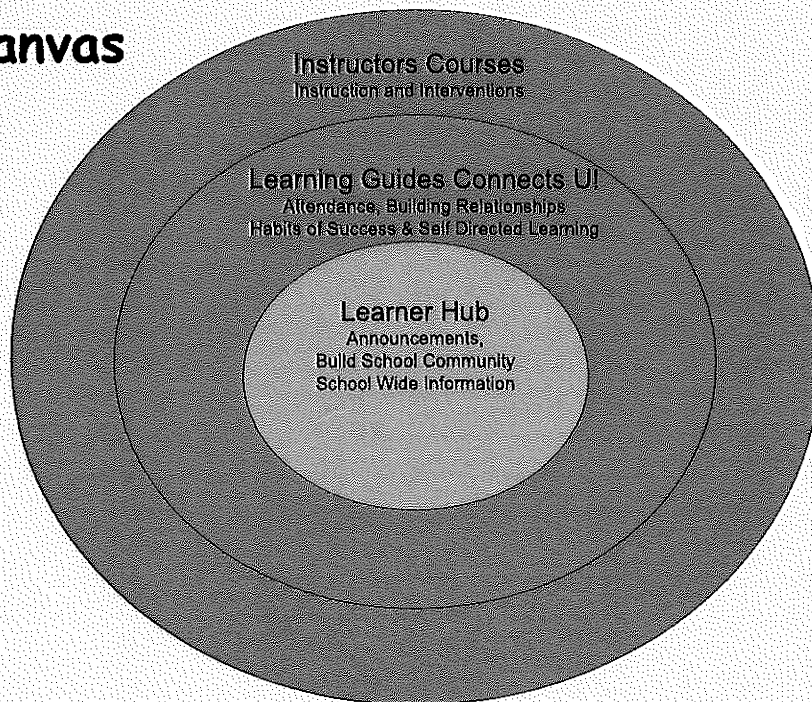 anvas
Instructors Courses
Instruction and Interventions
Learning Guides Connects U!
Attendance, Building Relationships
Habits of Success & Self Directed Learning
Learner Hub
Announcements,
Build School Community
School Wide Information